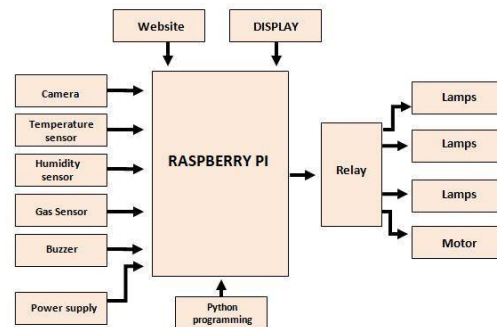 Website
DISPLAY
Camera
Temperature
sensor
Humidity
sensor
Gas Sensor
Buzzer
Power supply
RASPBERRY PI
Python
programming
Relay
Lamps
Lamps
Lamps
Motor